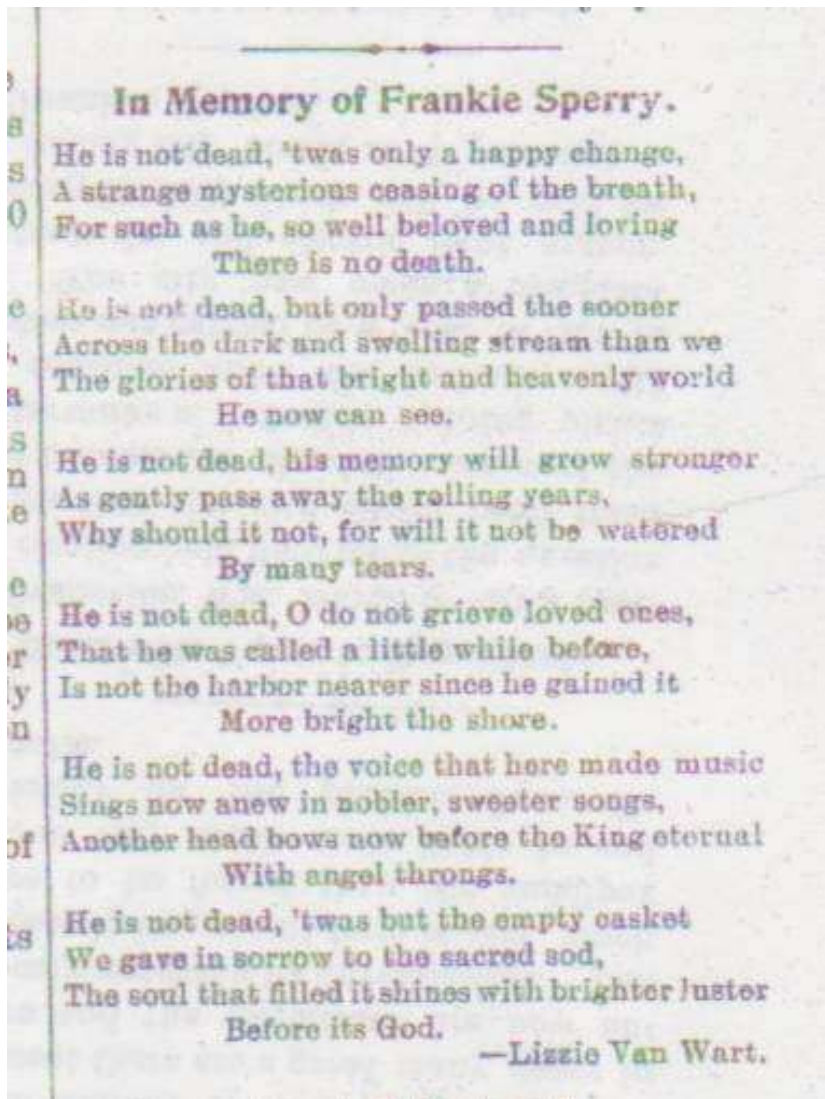 In Memory of Frankie Sperry.
He is not dead, 'twas only a happy change,
A strange mysterious ceasing of the breath,
For such as he, so well beloved and loving
There is no death.
He is not dead, but only passed the sooner
Across the dark and swelling stream than we
The glories of that bright and heavenly world
He now can see.
He is not dead, his memory will grow stronger
As gently pass away the rolling years,
Why should it not, for will it not be watered
By many tears.
He is not dead, O do not grieve loved ones,
That he was called a little while before,
Is not the harbor nearer since he gained it
More bright the shore.
He is not dead, the voice that here made music
Sings now anew in nobler, sweeter songs,
Another head bows now before the King eternal
With angel throngs.
He is not dead, 'twas but the empty casket
We gave in sorrow to the sacred sod,
The soul that filled it shines with brighter luster
Before its God.
—Lizzie Van Wart.